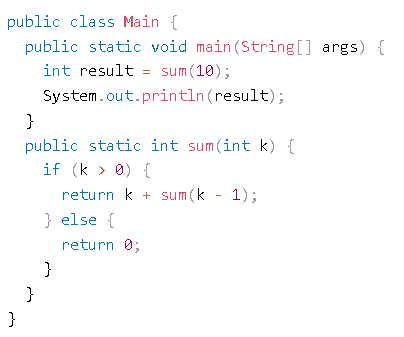 public class Main {
  public static void main(String[] args) {
    int result = sum(10);
    System.out.println(result);
  }
  public static int sum(int k) {
    if (k > 0) {
      return k + sum(k - 1);
    } else {
      return 0;
    }
  }
}